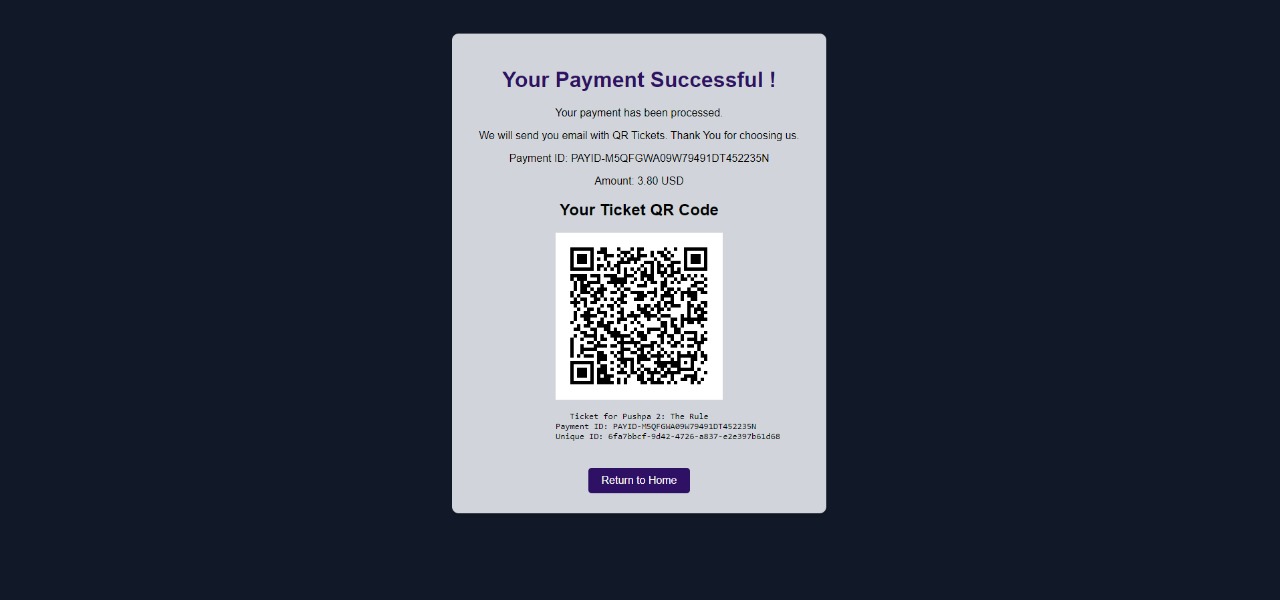 Your Payment Successful !
Your payment has been processed.
We will send you email with QR Tickets. Thank You for choosing us.
Payment ID: PAYID-M5QFGWA09W79491DT452235N
Amount: 3.80 USD
Your Ticket QR Code
Ticket for Pushpa 2: The Rule
Payment ID: PAYID-M5QFGWA09W79491DT452235N
Unique ID: 6fa7bbcf-9d42-4726-a837-e2e397b61d68
Return to Home